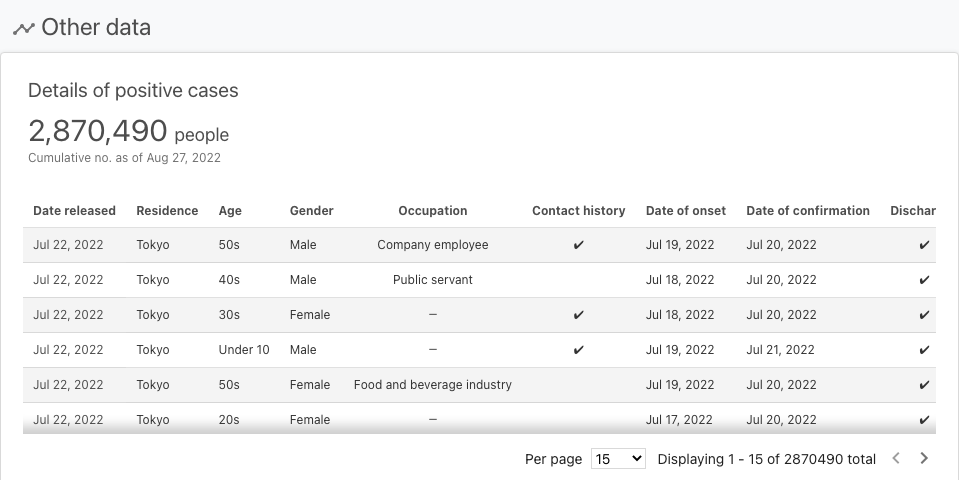 Other data
Details of positive cases
2,870,490 people
Cumulative no. as of Aug 27, 2022
Date released Residence Age Gender Occupation Contact history Date of onset Date of confirmation Dischar
Jul 22, 2022 Tokyo 50s Male Company employee ✔ Jul 19, 2022 Jul 20, 2022 ✔
Jul 22, 2022 Tokyo 40s Male Public servant Jul 18, 2022 Jul 20, 2022 ✔
Jul 22, 2022 Tokyo 30s Female − ✔ Jul 18, 2022 Jul 20, 2022 ✔
Jul 22, 2022 Tokyo Under 10 Male − ✔ Jul 19, 2022 Jul 21, 2022 ✔
Jul 22, 2022 Tokyo 50s Female Food and beverage industry Jul 19, 2022 Jul 20, 2022 ✔
Jul 22, 2022 Tokyo 20s Female − Jul 17, 2022 Jul 20, 2022 ✔
Per page 15 Displaying 1 - 15 of 2870490 total